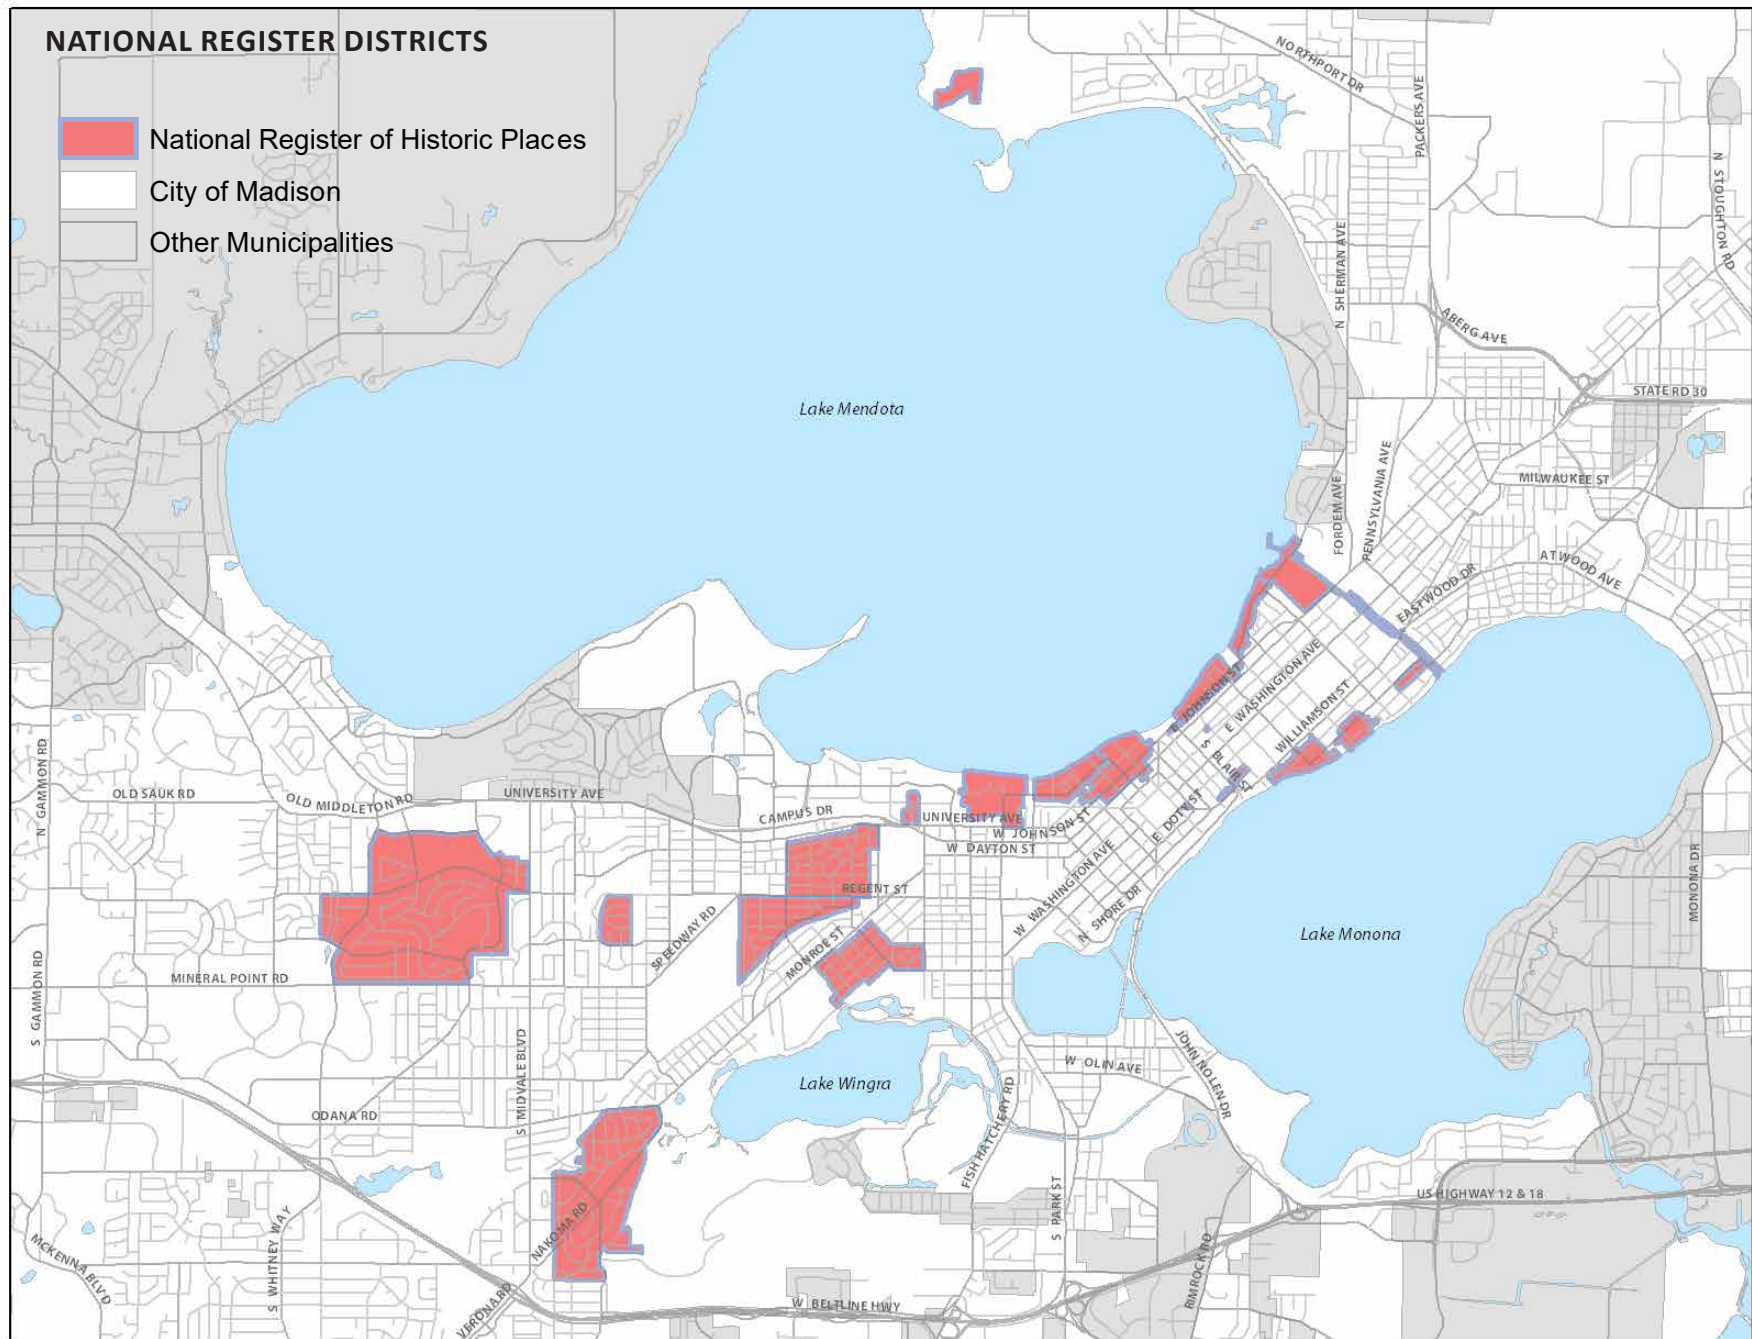 NATIONAL REGISTER DISTRICTS
National Register of Historic Places
City of Madison
Other Municipalities
NORTHPORT DR
PACKERS AVE
N STOUGHTON RD
N SHERMAN AVE
ABERG AVE
STATE RD 30
Lake Mendota
PENNSYLVANIA AVE
FORDEM AVE
MILWAUKEE ST
ATWOOD AVE
EASTWOOD DR
E JOHNSON ST
E WASHINGTON AVE
WILLIAMSON ST
S BLAIR ST
N GAMMON RD
OLD SAUK RD
OLD MIDDLETON RD
UNIVERSITY AVE
CAMPUS DR
UNIVERSITY AVE
W JOHNSON ST
W DAYTON ST
E DOTY ST
REGENT ST
W WASHINGTON AVE
N SHORE DR
SPEEDWAY RD
MONROE ST
Lake Monona
MONONA DR
MINERAL POINT RD
S GAMMON RD
S MIDVALE BLVD
Lake Wingra
W OLIN AVE
JOHN NOLEN DR
ODANA RD
FISH HATCHERY RD
S PARK ST
US HIGHWAY 12 & 18
NAKOMA RD
S WHITNEY WAY
MCKENNA BLVD
VERONA RD
W BELTLINE HWY
RIMROCK RD